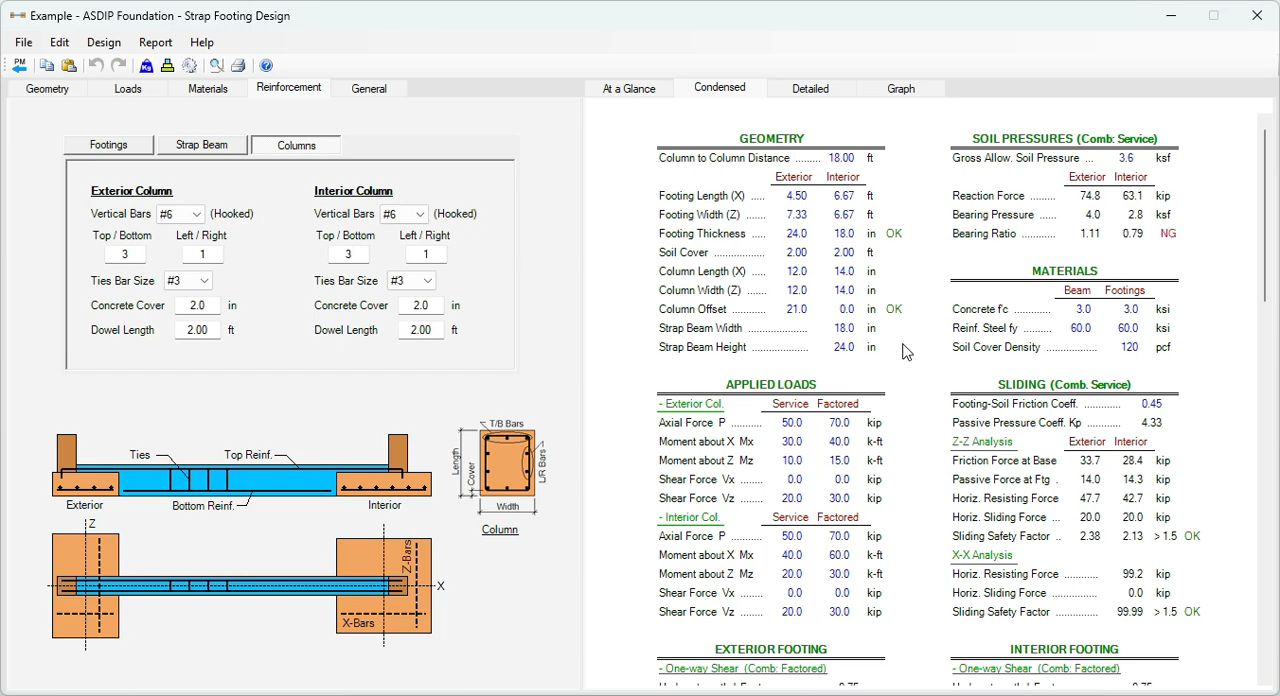 Example - ASDIP Foundation - Strap Footing Design
File Edit Design Report Help
PM Kg
Geometry Loads Materials Reinforcement General
At a Glance Condensed Detailed Graph
Footings Strap Beam Columns
Exterior Column Interior Column
Vertical Bars #6 (Hooked) Vertical Bars #6 (Hooked)
Top / Bottom Left / Right Top / Bottom Left / Right
3 1 3 1
Ties Bar Size #3 Ties Bar Size #3
Concrete Cover 2.0 in Concrete Cover 2.0 in
Dowel Length 2.00 ft Dowel Length 2.00 ft
Ties Top Reinf.
Exterior Bottom Reinf. Interior
T/B Bars
Length
Cover
L/R Bars
Width
Column
Z
Z-Bars
X
X-Bars
GEOMETRY
Column to Column Distance ........ 18.00 ft
Exterior Interior
Footing Length (X) ..... 4.50 6.67 ft
Footing Width (Z) ..... 7.33 6.67 ft
Footing Thickness ..... 24.0 18.0 in OK
Soil Cover ................. 2.00 2.00 ft
Column Length (X) .... 12.0 14.0 in
Column Width (Z) ..... 12.0 14.0 in
Column Offset ........... 21.0 0.0 in OK
Strap Beam Width ................... 18.0 in
Strap Beam Height .................. 24.0 in
APPLIED LOADS
- Exterior Col. Service Factored
Axial Force P .......... 50.0 70.0 kip
Moment about X Mx 30.0 40.0 k-ft
Moment about Z Mz 10.0 15.0 k-ft
Shear Force Vx ....... 0.0 0.0 kip
Shear Force Vz ....... 20.0 30.0 kip
- Interior Col. Service Factored
Axial Force P .......... 50.0 70.0 kip
Moment about X Mx 40.0 60.0 k-ft
Moment about Z Mz 20.0 30.0 k-ft
Shear Force Vx ....... 0.0 0.0 kip
Shear Force Vz ....... 20.0 30.0 kip
EXTERIOR FOOTING
- One-way Shear (Comb: Factored)
SOIL PRESSURES (Comb: Service)
Gross Allow. Soil Pressure ... 3.6 ksf
Exterior Interior
Reaction Force ........ 74.8 63.1 kip
Bearing Pressure ...... 4.0 2.8 ksf
Bearing Ratio ............ 1.11 0.79 NG
MATERIALS
Beam Footings
Concrete f'c ............. 3.0 3.0 ksi
Reinf. Steel fy .......... 60.0 60.0 ksi
Soil Cover Density .................. 120 pcf
SLIDING (Comb. Service)
Footing-Soil Friction Coeff. ............. 0.45
Passive Pressure Coeff. Kp ........... 4.33
Z-Z Analysis Exterior Interior
Friction Force at Base 33.7 28.4 kip
Passive Force at Ftg . 14.0 14.3 kip
Horiz. Resisting Force 47.7 42.7 kip
Horiz. Sliding Force ... 20.0 20.0 kip
Sliding Safety Factor .. 2.38 2.13 > 1.5 OK
X-X Analysis
Horiz. Resisting Force ............ 99.2 kip
Horiz. Sliding Force ............... 0.0 kip
Sliding Safety Factor .............. 99.99 > 1.5 OK
INTERIOR FOOTING
- One-way Shear (Comb: Factored)